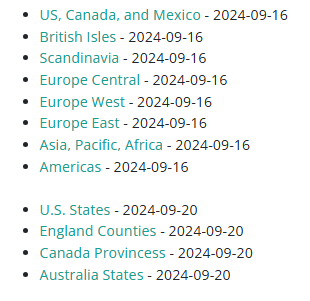 US, Canada, and Mexico - 2024-09-16
British Isles - 2024-09-16
Scandinavia - 2024-09-16
Europe Central - 2024-09-16
Europe West - 2024-09-16
Europe East - 2024-09-16
Asia, Pacific, Africa - 2024-09-16
Americas - 2024-09-16
U.S. States - 2024-09-20
England Counties - 2024-09-20
Canada Provincess - 2024-09-20
Australia States - 2024-09-20